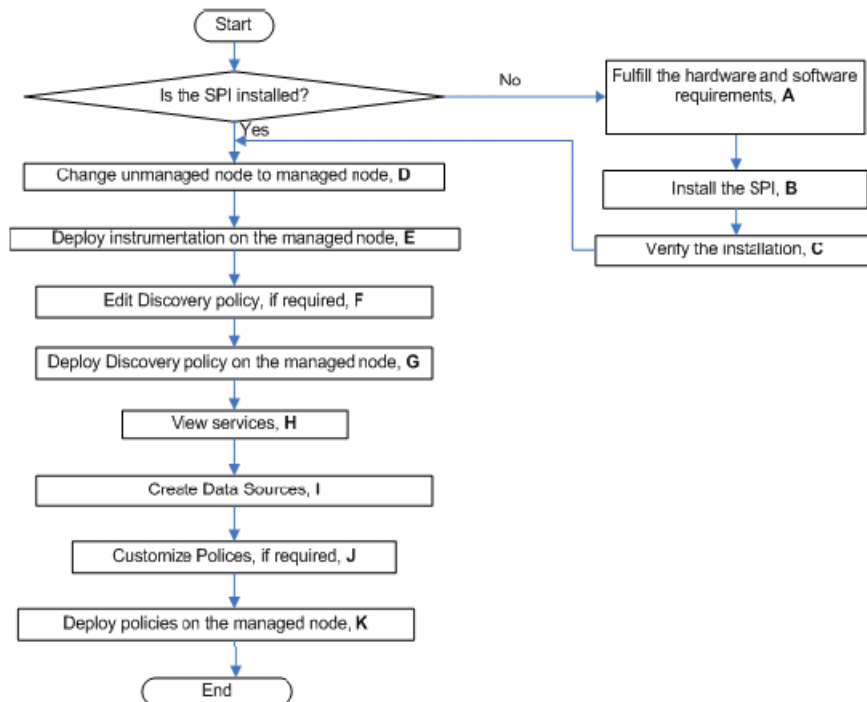 Start
Is the SPI installed?
No
Fulfill the hardware and software
requirements, A
Yes
Install the SPI, B
Verify the installation, C
Change unmanaged node to managed node, D
Deploy instrumentation on the managed node, E
Edit Discovery policy, if required, F
Deploy Discovery policy on the managed node, G
View services, H
Create Data Sources, I
Customize Polices, if required, J
Deploy policies on the managed node, K
End